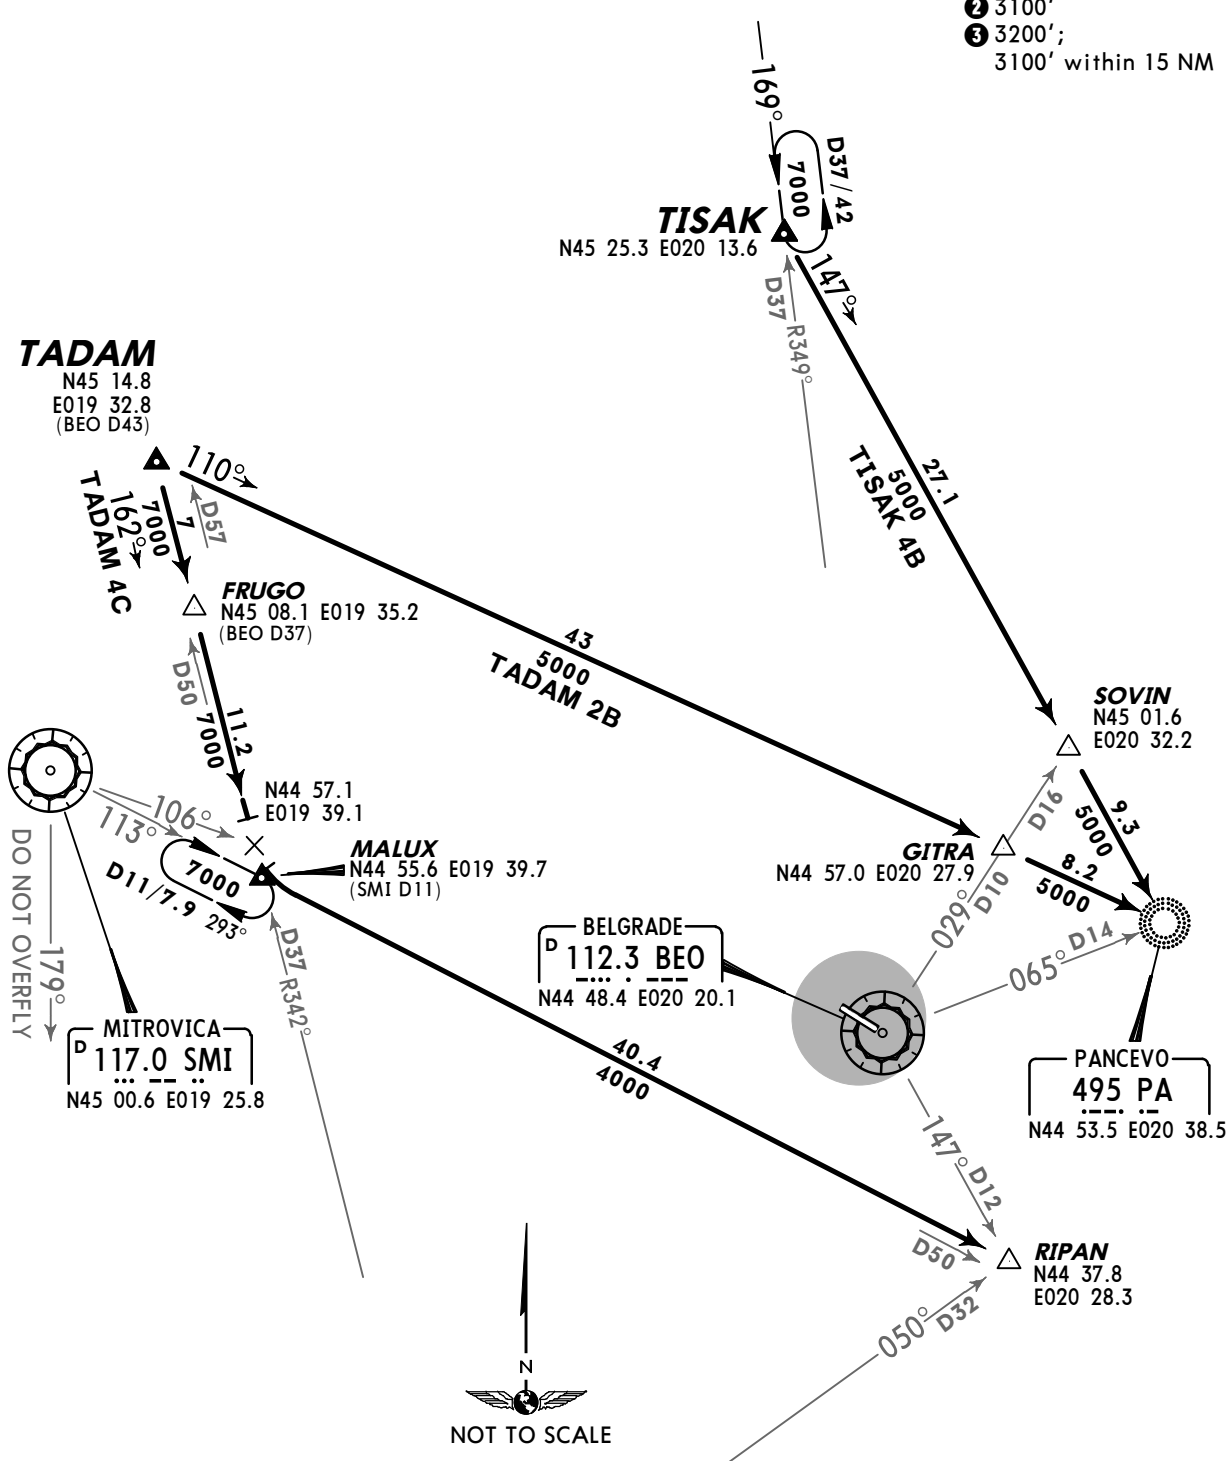 ❷ 3100'
❸ 3200';
3100' within 15 NM
169°
7000
D37/42
TISAK
N45 25.3 E020 13.6
147°
D37 R349°
TADAM
N45 14.8
E019 32.8
(BEO D43)
110°
27.1
5000
TISAK 4B
D57
7
7000
162°
TADAM 4C
FRUGO
N45 08.1 E019 35.2
(BEO D37)
43
5000
TADAM 2B
D50
11.2
7000
SOVIN
N45 01.6
E020 32.2
N44 57.1
E019 39.1
106°
113°
D16
9.3
5000
MALUX
N44 55.6 E019 39.7
(SMI D11)
GITRA
N44 57.0 E020 27.9
8.2
5000
7000
D11/7.9 293°
D10
029°
D14
065°
DO NOT OVERFLY
179°
D37 R342°
BELGRADE
D 112.3 BEO
N44 48.4 E020 20.1
MITROVICA
D 117.0 SMI
N45 00.6 E019 25.8
40.4
4000
PANCEVO
495 PA
N44 53.5 E020 38.5
147° D12
D50
RIPAN
N44 37.8
E020 28.3
050° D32
N
NOT TO SCALE